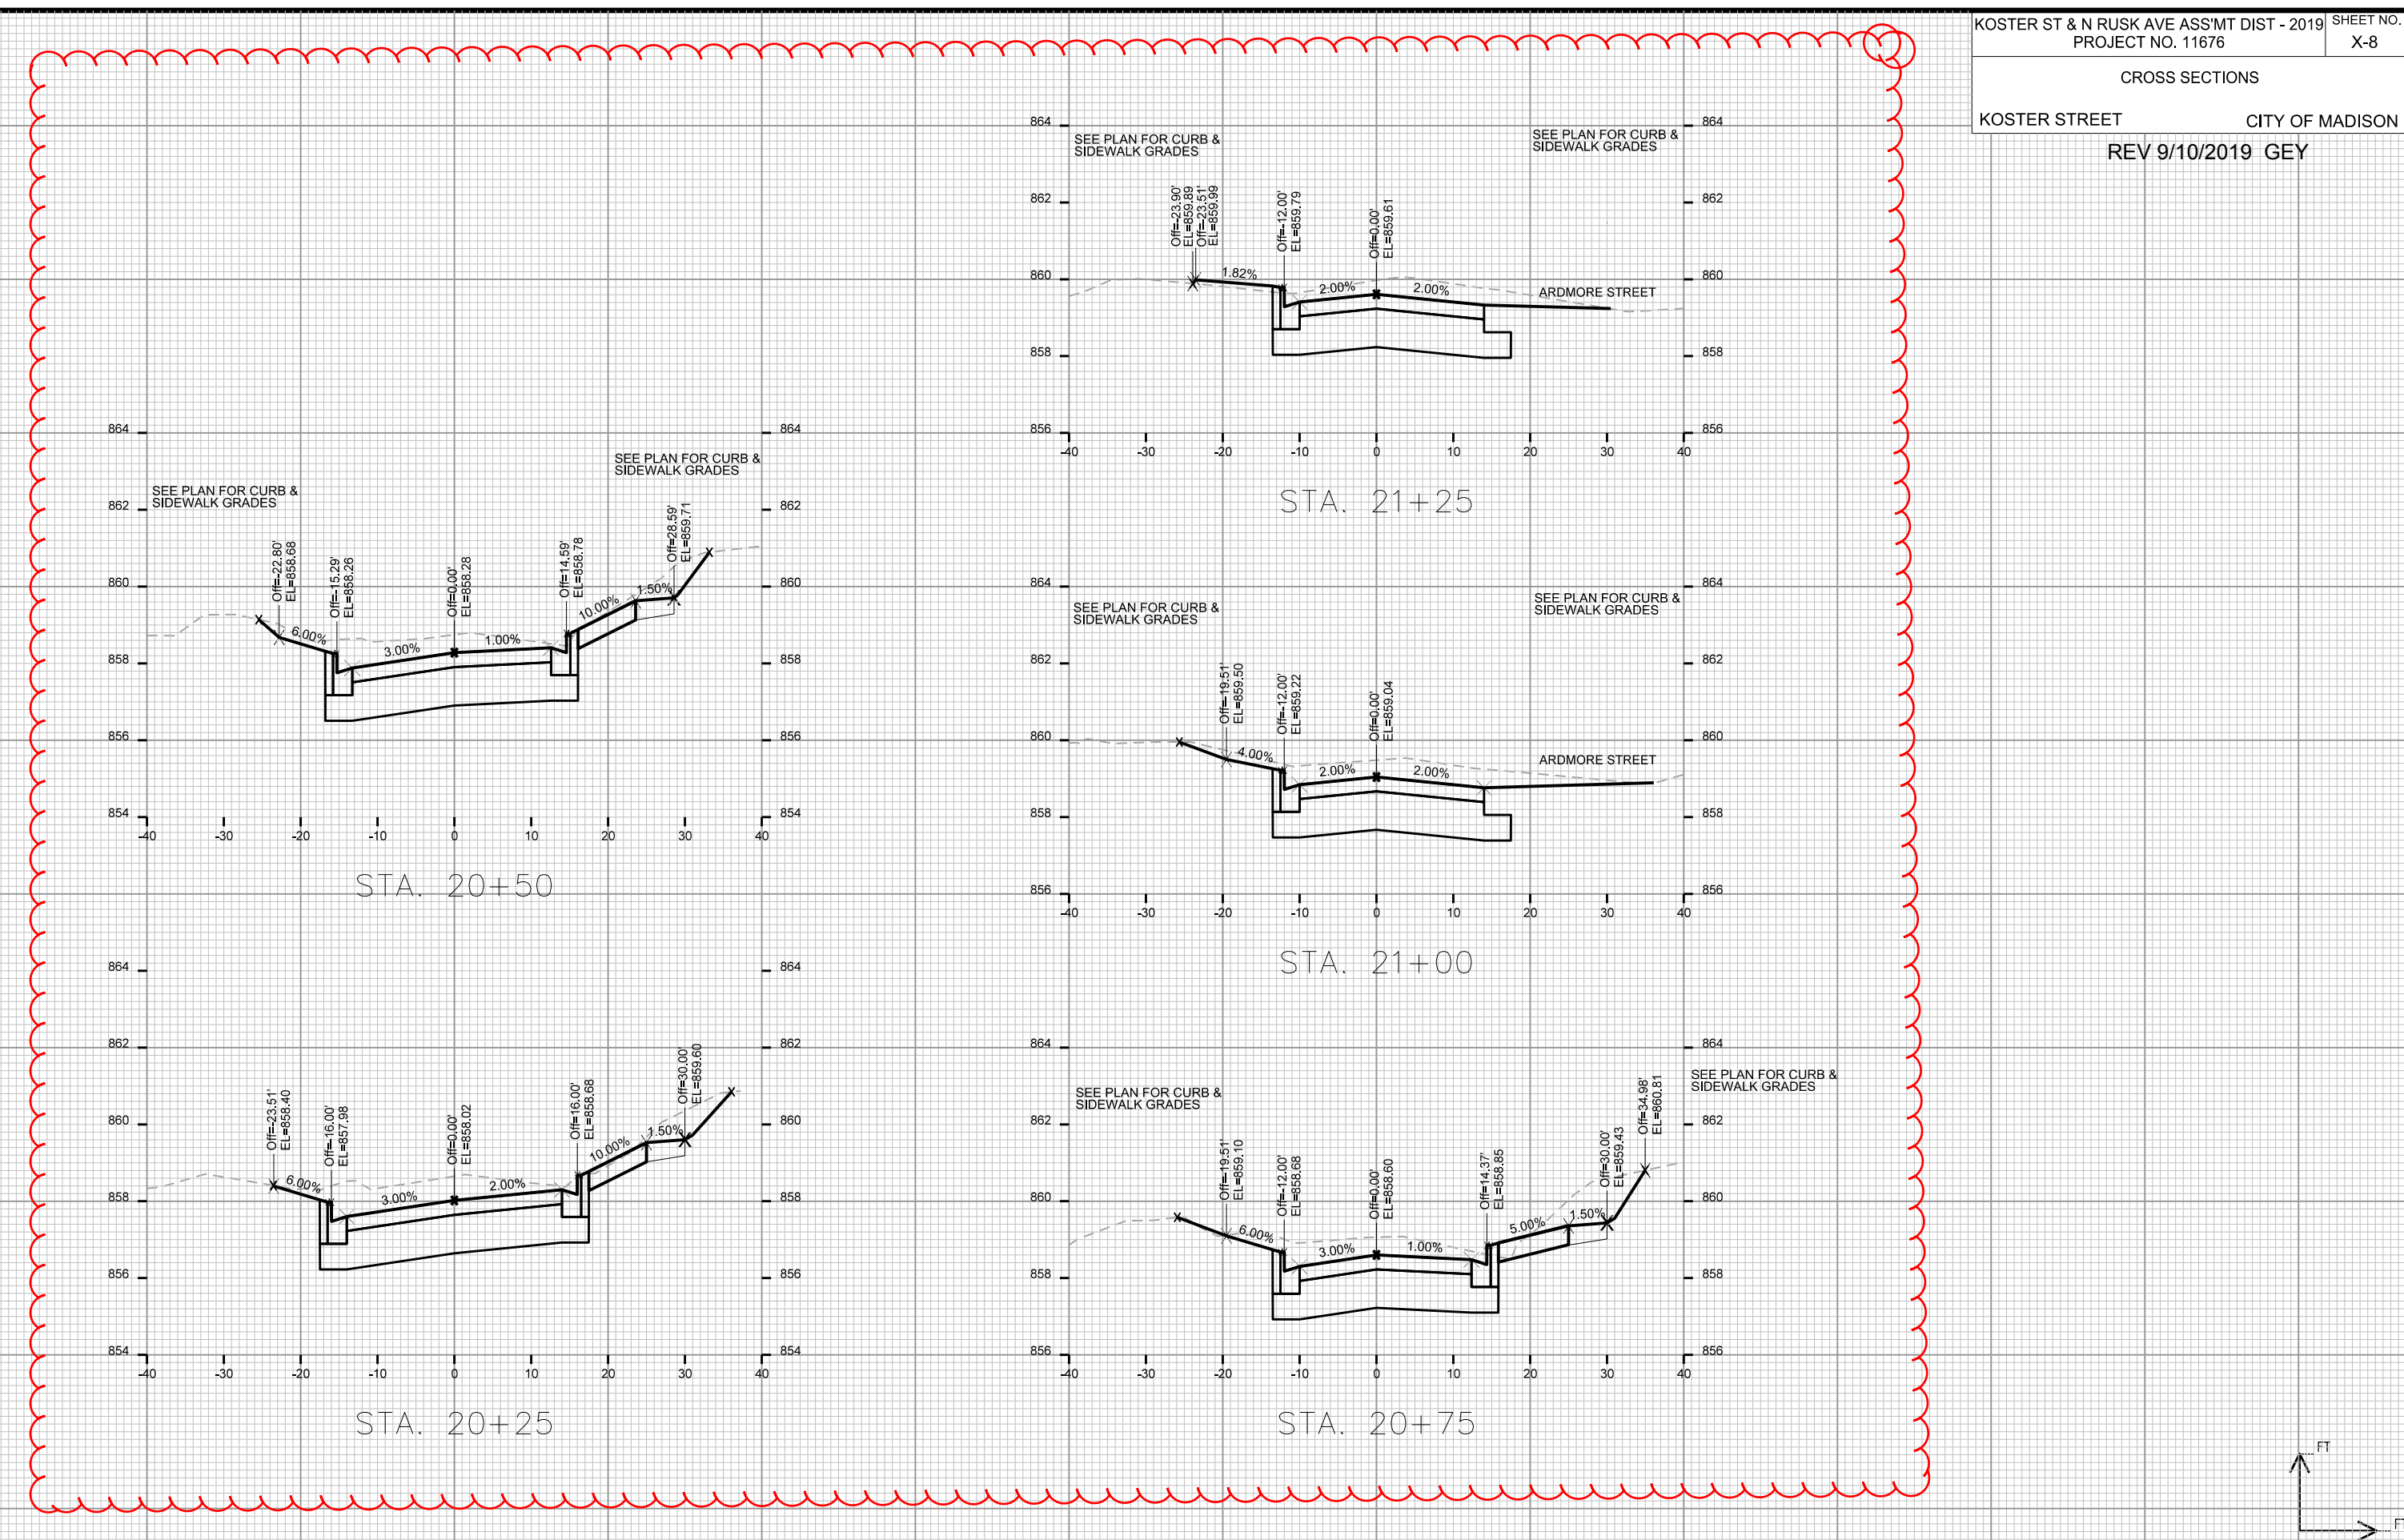 KOSTER ST & N RUSK AVE ASS'MT DIST - 2019
PROJECT NO. 11676
SHEET NO.
X-8
CROSS SECTIONS
KOSTER STREET
CITY OF MADISON
REV 9/10/2019 GEY
864
862
860
858
856
864
862
860
858
856
SEE PLAN FOR CURB &
SIDEWALK GRADES
SEE PLAN FOR CURB &
SIDEWALK GRADES
Off=-23.90'
EL=859.89
Off=-23.51'
EL=859.99
Off=-12.00'
EL=859.79
Off=0.00'
EL=859.61
1.82%
2.00%
2.00%
ARDMORE STREET
-40 -30 -20 -10 0 10 20 30 40
STA. 21+25
864
862
860
858
856
854
864
862
860
858
856
854
SEE PLAN FOR CURB &
SIDEWALK GRADES
SEE PLAN FOR CURB &
SIDEWALK GRADES
Off=-22.80'
EL=858.68
Off=-15.29'
EL=858.26
Off=0.00'
EL=858.28
Off=14.59'
EL=858.78
Off=28.59'
EL=859.71
6.00%
3.00%
1.00%
10.00%
1.50%
-40 -30 -20 -10 0 10 20 30 40
STA. 20+50
864
862
860
858
856
864
862
860
858
856
SEE PLAN FOR CURB &
SIDEWALK GRADES
SEE PLAN FOR CURB &
SIDEWALK GRADES
Off=-19.51'
EL=859.50
Off=-12.00'
EL=859.22
Off=0.00'
EL=859.04
4.00%
2.00%
2.00%
ARDMORE STREET
-40 -30 -20 -10 0 10 20 30 40
STA. 21+00
864
862
860
858
856
854
864
862
860
858
856
854
Off=-23.51'
EL=858.40
Off=-16.00'
EL=857.98
Off=0.00'
EL=858.02
Off=16.00'
EL=858.68
Off=30.00'
EL=859.60
6.00%
3.00%
2.00%
10.00%
1.50%
-40 -30 -20 -10 0 10 20 30 40
STA. 20+25
864
862
860
858
856
864
862
860
858
856
SEE PLAN FOR CURB &
SIDEWALK GRADES
SEE PLAN FOR CURB &
SIDEWALK GRADES
Off=-19.51'
EL=859.10
Off=-12.00'
EL=858.68
Off=0.00'
EL=858.60
Off=14.37'
EL=858.85
Off=30.00'
EL=859.43
Off=34.98'
EL=860.81
6.00%
3.00%
1.00%
5.00%
1.50%
-40 -30 -20 -10 0 10 20 30 40
STA. 20+75
FT